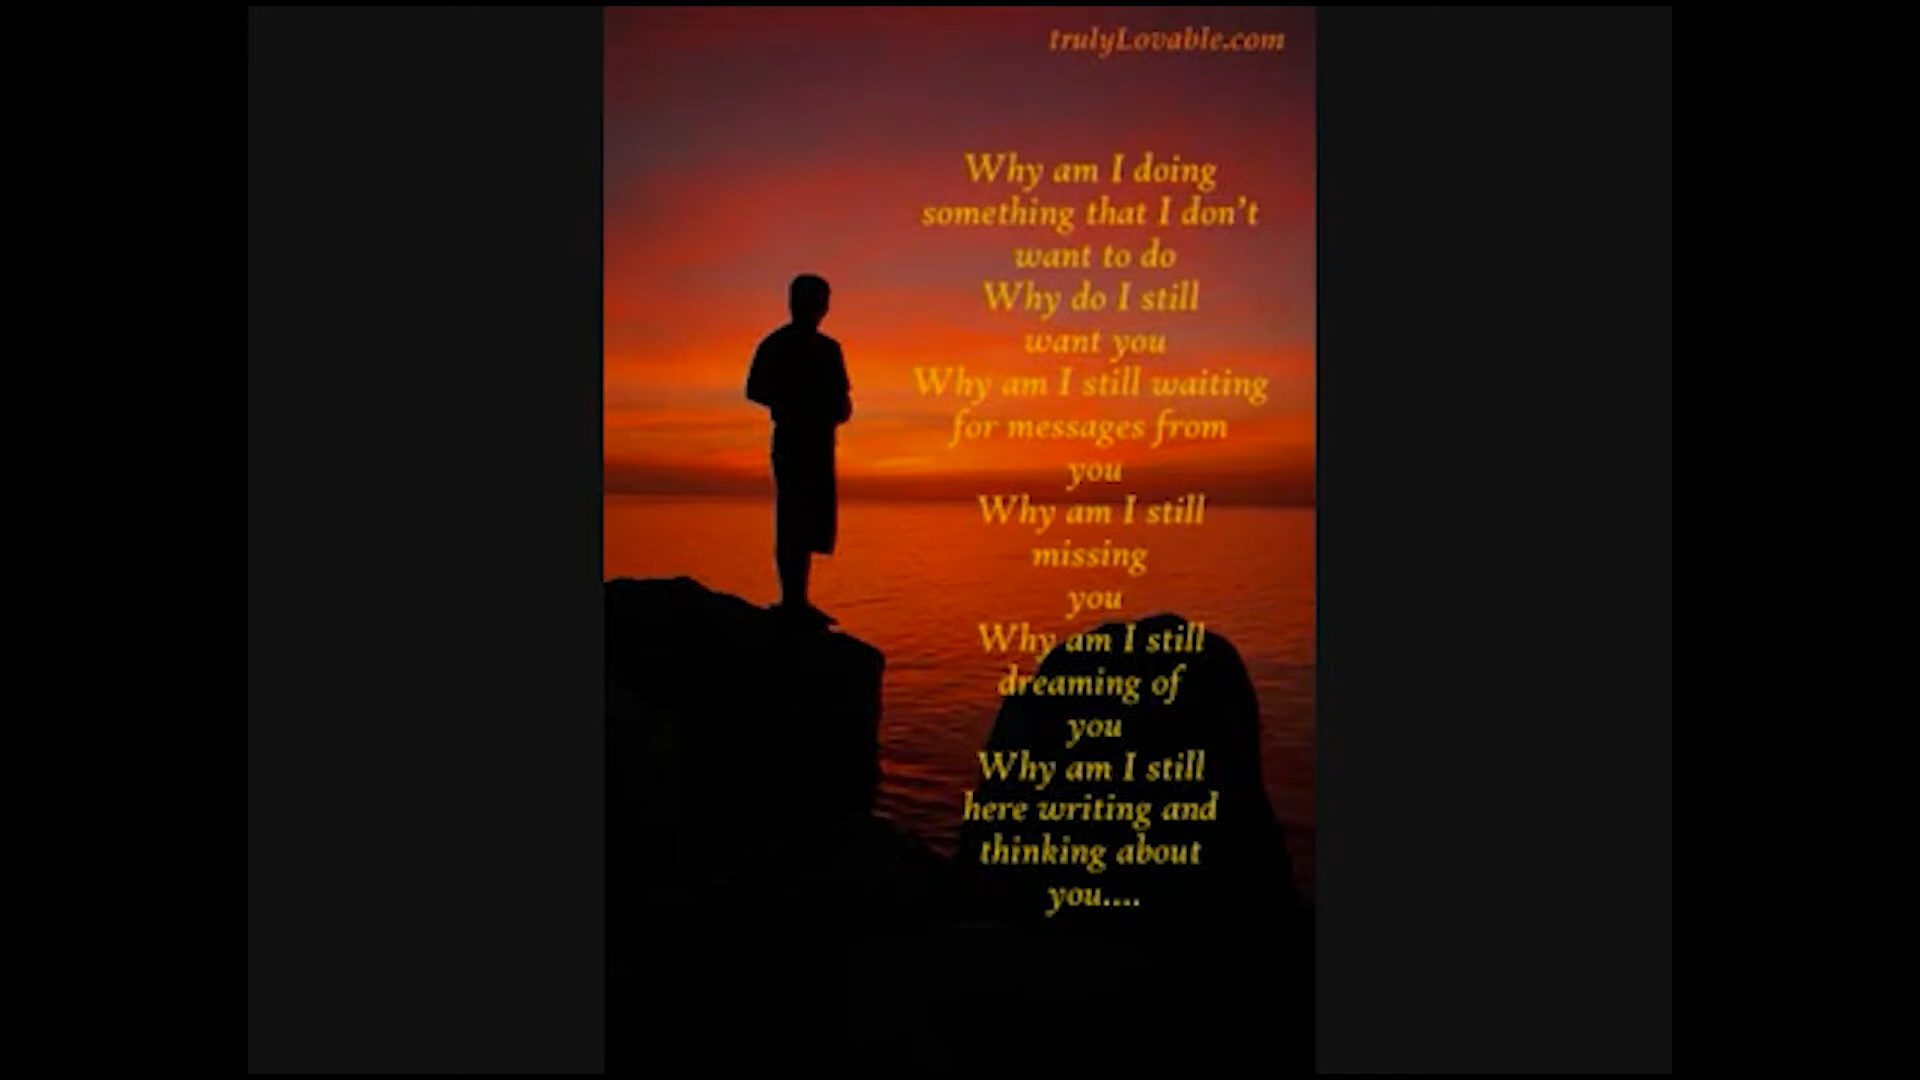 trulyLovable.com
Why am I doing
something that I don't
want to do
Why do I still
want you
Why am I still waiting
for messages from
you
Why am I still
missing
you
Why am I still
dreaming of
you
Why am I still
here writing and
thinking about
you....